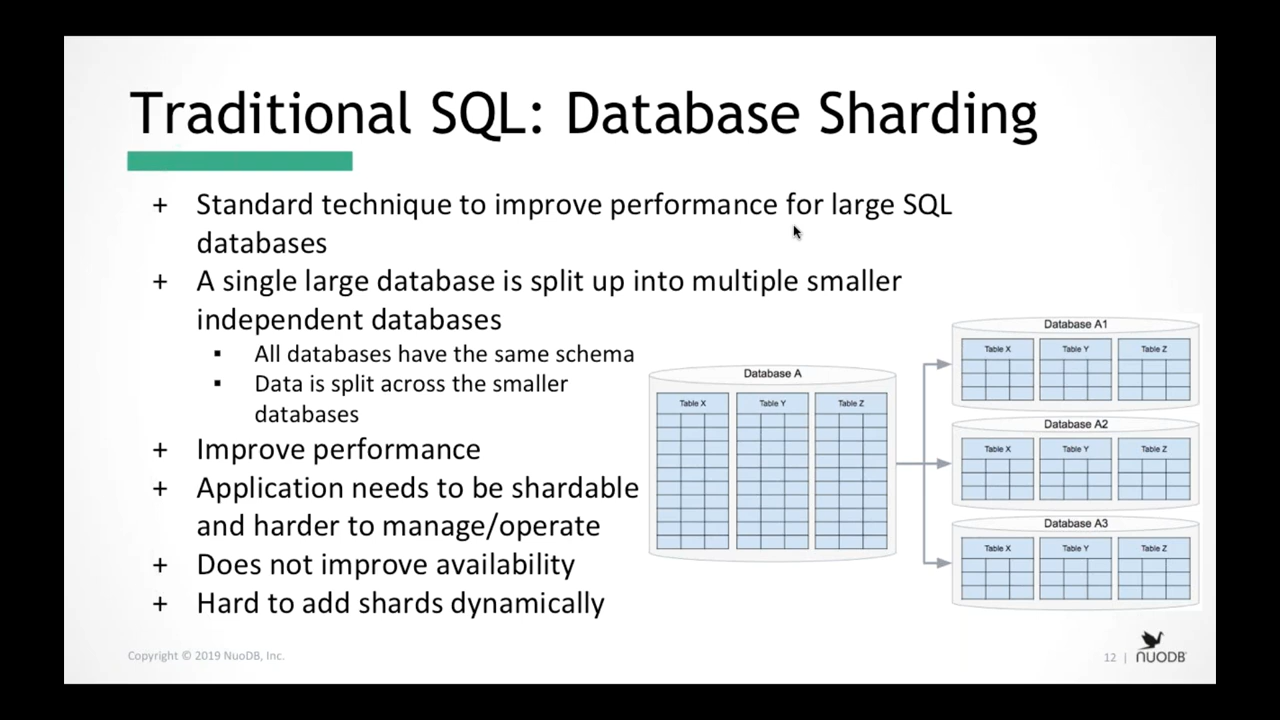 Traditional SQL: Database Sharding
+ Standard technique to improve performance for large SQL
databases
+ A single large database is split up into multiple smaller
independent databases
▪ All databases have the same schema
▪ Data is split across the smaller
databases
+ Improve performance
+ Application needs to be shardable
and harder to manage/operate
+ Does not improve availability
+ Hard to add shards dynamically
Database A
Table X Table Y Table Z
Database A1
Table X Table Y Table Z
Database A2
Table X Table Y Table Z
Database A3
Table X Table Y Table Z
Copyright © 2019 NuoDB, Inc.
12 | NUODB